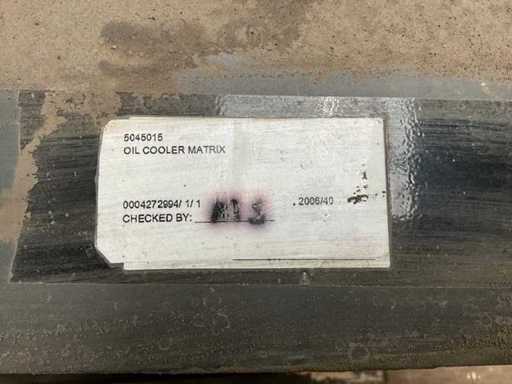 5045015
OIL COOLER MATRIX
0004272994/ 1/ 1 . 2006/40
CHECKED BY: